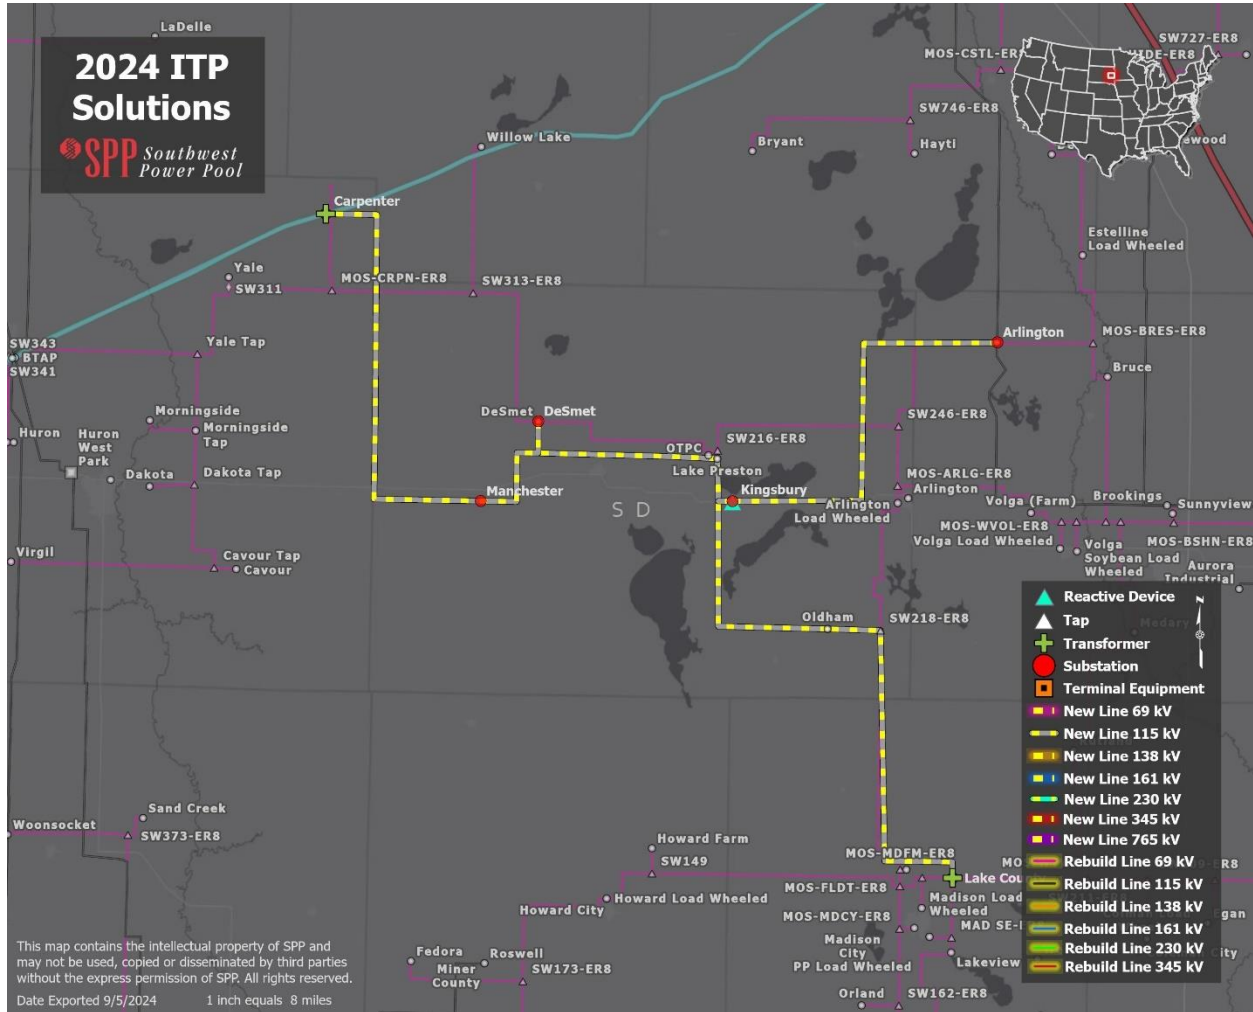 LaDelle
2024 ITP
Solutions
SPP Southwest
Power Pool
SW727-ER8
MOS-CSTL-ER8
SW746-ER8
Hayti
Bryant
Willow Lake
Carpenter
Estelline
Load Wheeled
Yale
SW311
MOS-CRPN-ER8
SW313-ER8
SW343
BTAP
SW341
Yale Tap
Arlington
MOS-BRES-ER8
Bruce
Morningside
Morningside
Tap
DeSmet
DeSmet
SW246-ER8
Huron
Huron
West
Park
Dakota
Dakota Tap
OTPC
SW216-ER8
Lake Preston
MOS-ARLG-ER8
Arlington
Manchester
Kingsbury
S D
Arlington
Load Wheeled
Volga (Farm)
Brookings
Sunnyview
MOS-WVOL-ER8
Volga Load Wheeled
MOS-BSHN-ER8
Volga
Soybean Load
Wheeled
Aurora
Industrial
Virgil
Cavour Tap
Cavour
Oldham
SW218-ER8
Medary
Reactive Device
Tap
Transformer
Substation
Terminal Equipment
New Line 69 kV
New Line 115 kV
New Line 138 kV
New Line 161 kV
New Line 230 kV
New Line 345 kV
New Line 765 kV
Rebuild Line 69 kV
Rebuild Line 115 kV
Rebuild Line 138 kV
Rebuild Line 161 kV
Rebuild Line 230 kV
Rebuild Line 345 kV
N
Sand Creek
Woonsocket
SW373-ER8
Howard Farm
SW149
MOS-MDFM-ER8
Lake County
MOS-FLDT-ER8
Howard Load Wheeled
Howard City
Madison Load
Wheeled
MOS-MDCY-ER8
MAD SE-
Egan
Madison
City
PP Load Wheeled
Lakeview
City
Fedora
Roswell
Miner
County
SW173-ER8
Orland
SW162-ER8
This map contains the intellectual property of SPP and
may not be used, copied or disseminated by third parties
without the express permission of SPP. All rights reserved.
Date Exported 9/5/2024 1 inch equals 8 miles